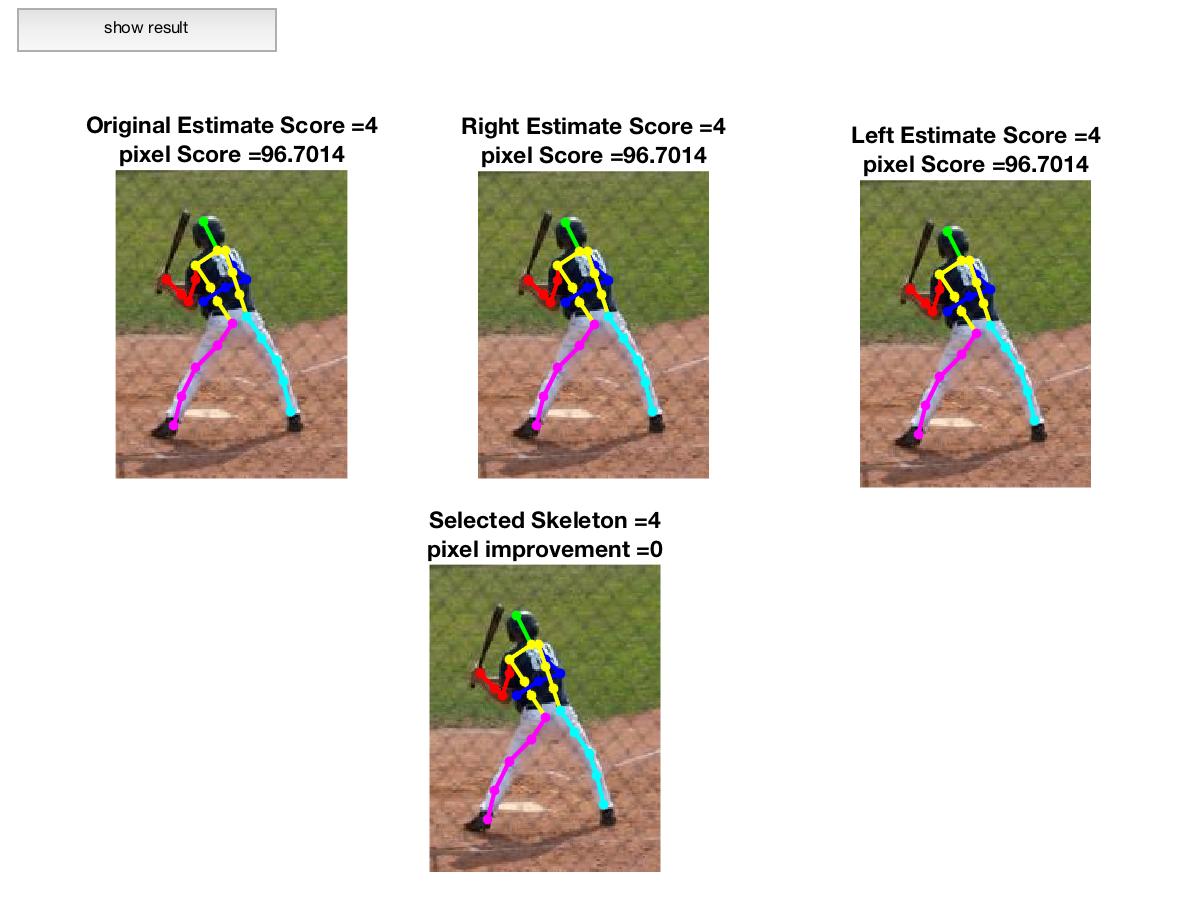 show result
Original Estimate Score =4
pixel Score =96.7014
Right Estimate Score =4
pixel Score =96.7014
Left Estimate Score =4
pixel Score =96.7014
Selected Skeleton =4
pixel improvement =0